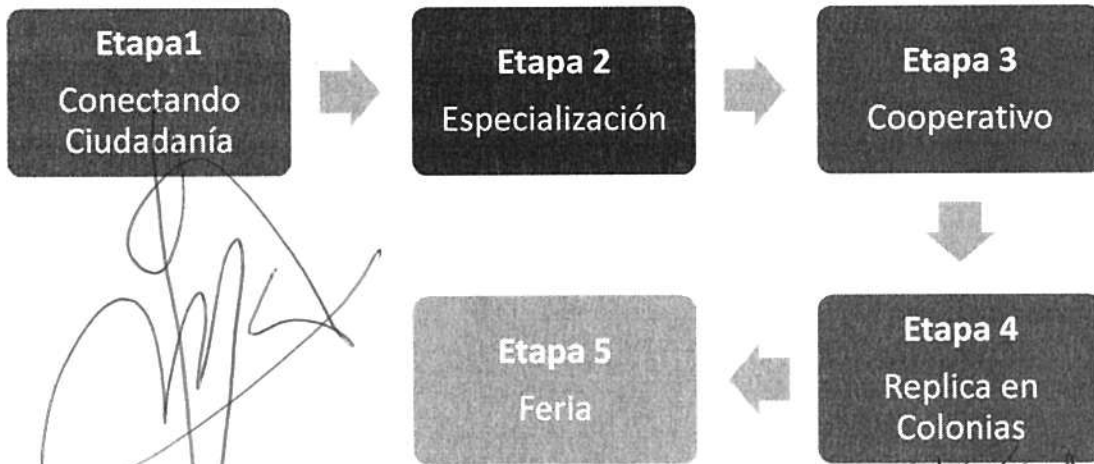 Etapa1
Conectando
Ciudadanía
Etapa 2
Especialización
Etapa 3
Cooperativo
Etapa 4
Replica en
Colonias
Etapa 5
Feria